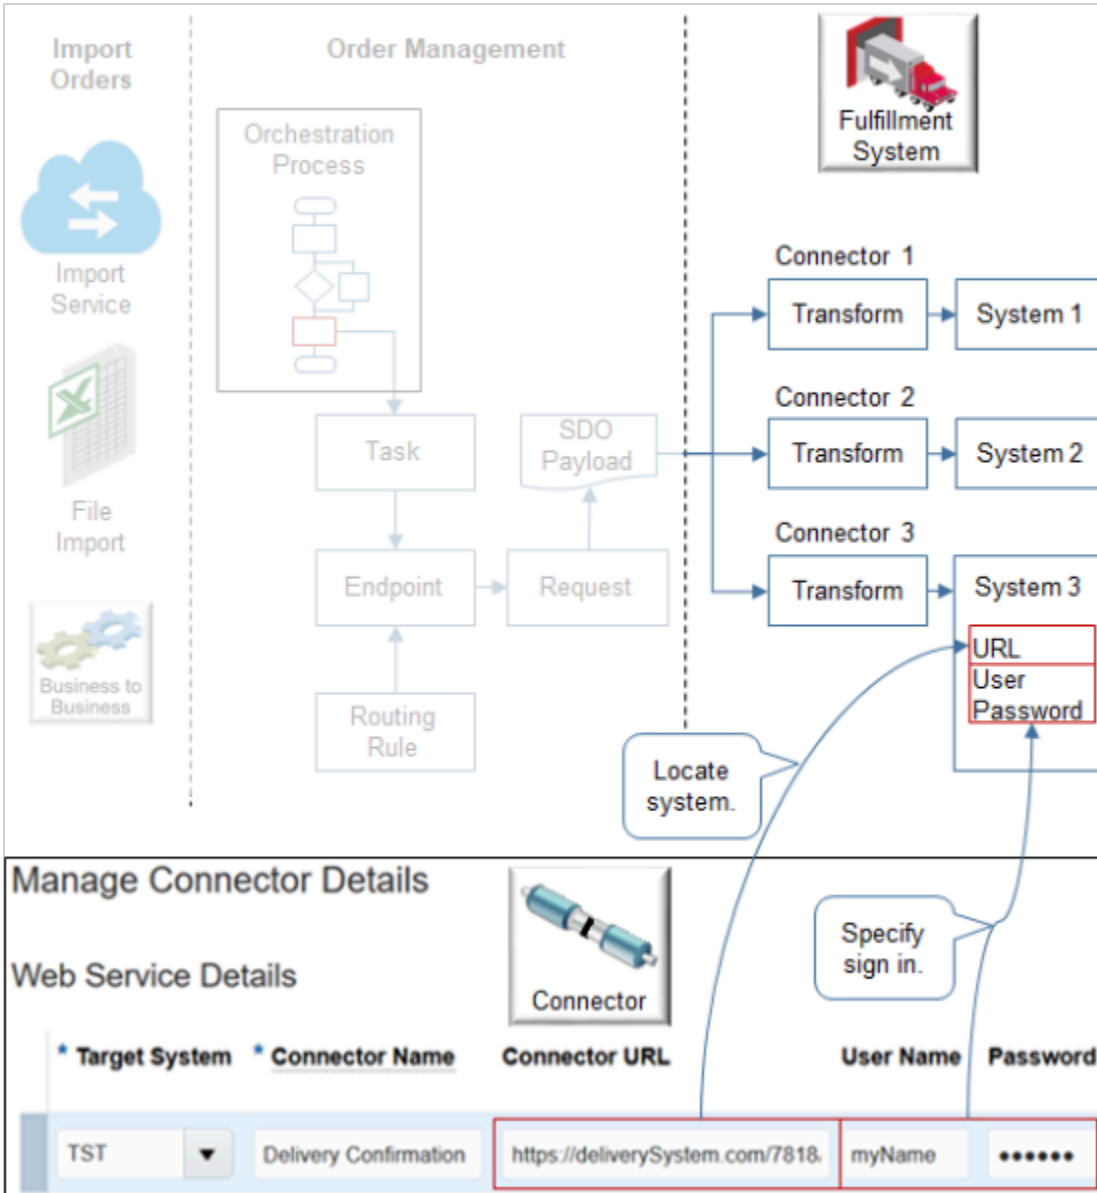 Import
Orders
Order Management
Fulfillment
System
Orchestration
Process
Import
Service
File
Import
Business to
Business
Task
SDO
Payload
Endpoint
Request
Routing
Rule
Connector 1
Transform
System 1
Connector 2
Transform
System 2
Connector 3
Transform
System 3
URL
User
Password
Locate
system.
Specify
sign in.
Manage Connector Details
Web Service Details
Connector
* Target System * Connector Name Connector URL User Name Password
TST Delivery Confirmation https://deliverySystem.com/7818 myName ••••••